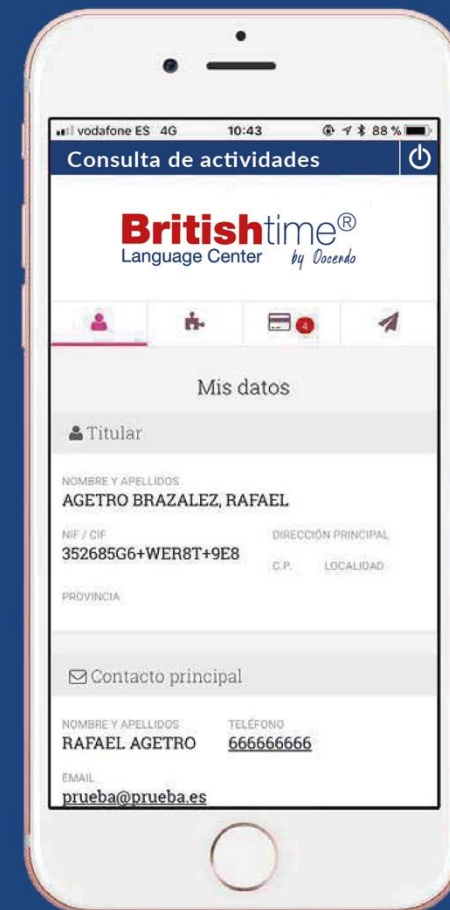 vodafone ES 4G 10:43 88 %
Consulta de actividades
Britishtime®
Language Center by Docendo
4
Mis datos
Titular
NOMBRE Y APELLIDOS
AGETRO BRAZALEZ, RAFAEL
NIF / CIF DIRECCIÓN PRINCIPAL
352685G6+WER8T+9E8
C.P. LOCALIDAD
PROVINCIA
Contacto principal
NOMBRE Y APELLIDOS TELÉFONO
RAFAEL AGETRO 666666666
EMAIL
prueba@prueba.es